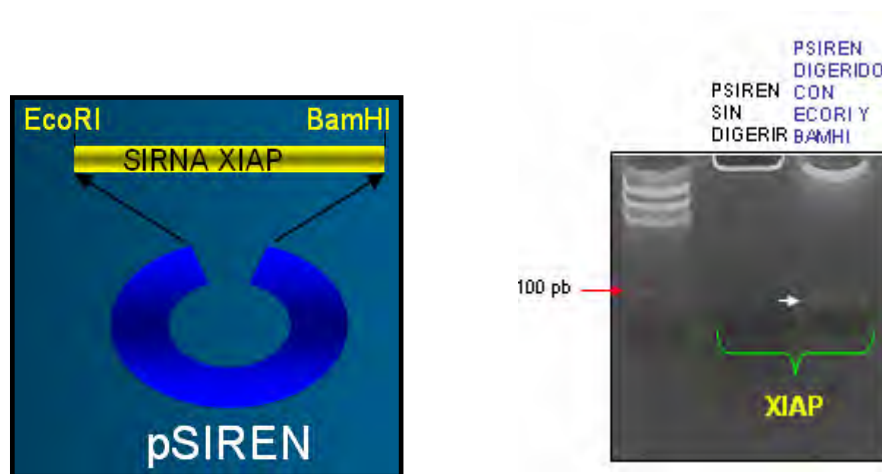 EcoRI BamHI
SIRNA XIAP
pSIREN
PSIREN
SIN
DIGERIR
PSIREN
DIGERIDO
CON
ECORI Y
BAMHI
100 pb
XIAP